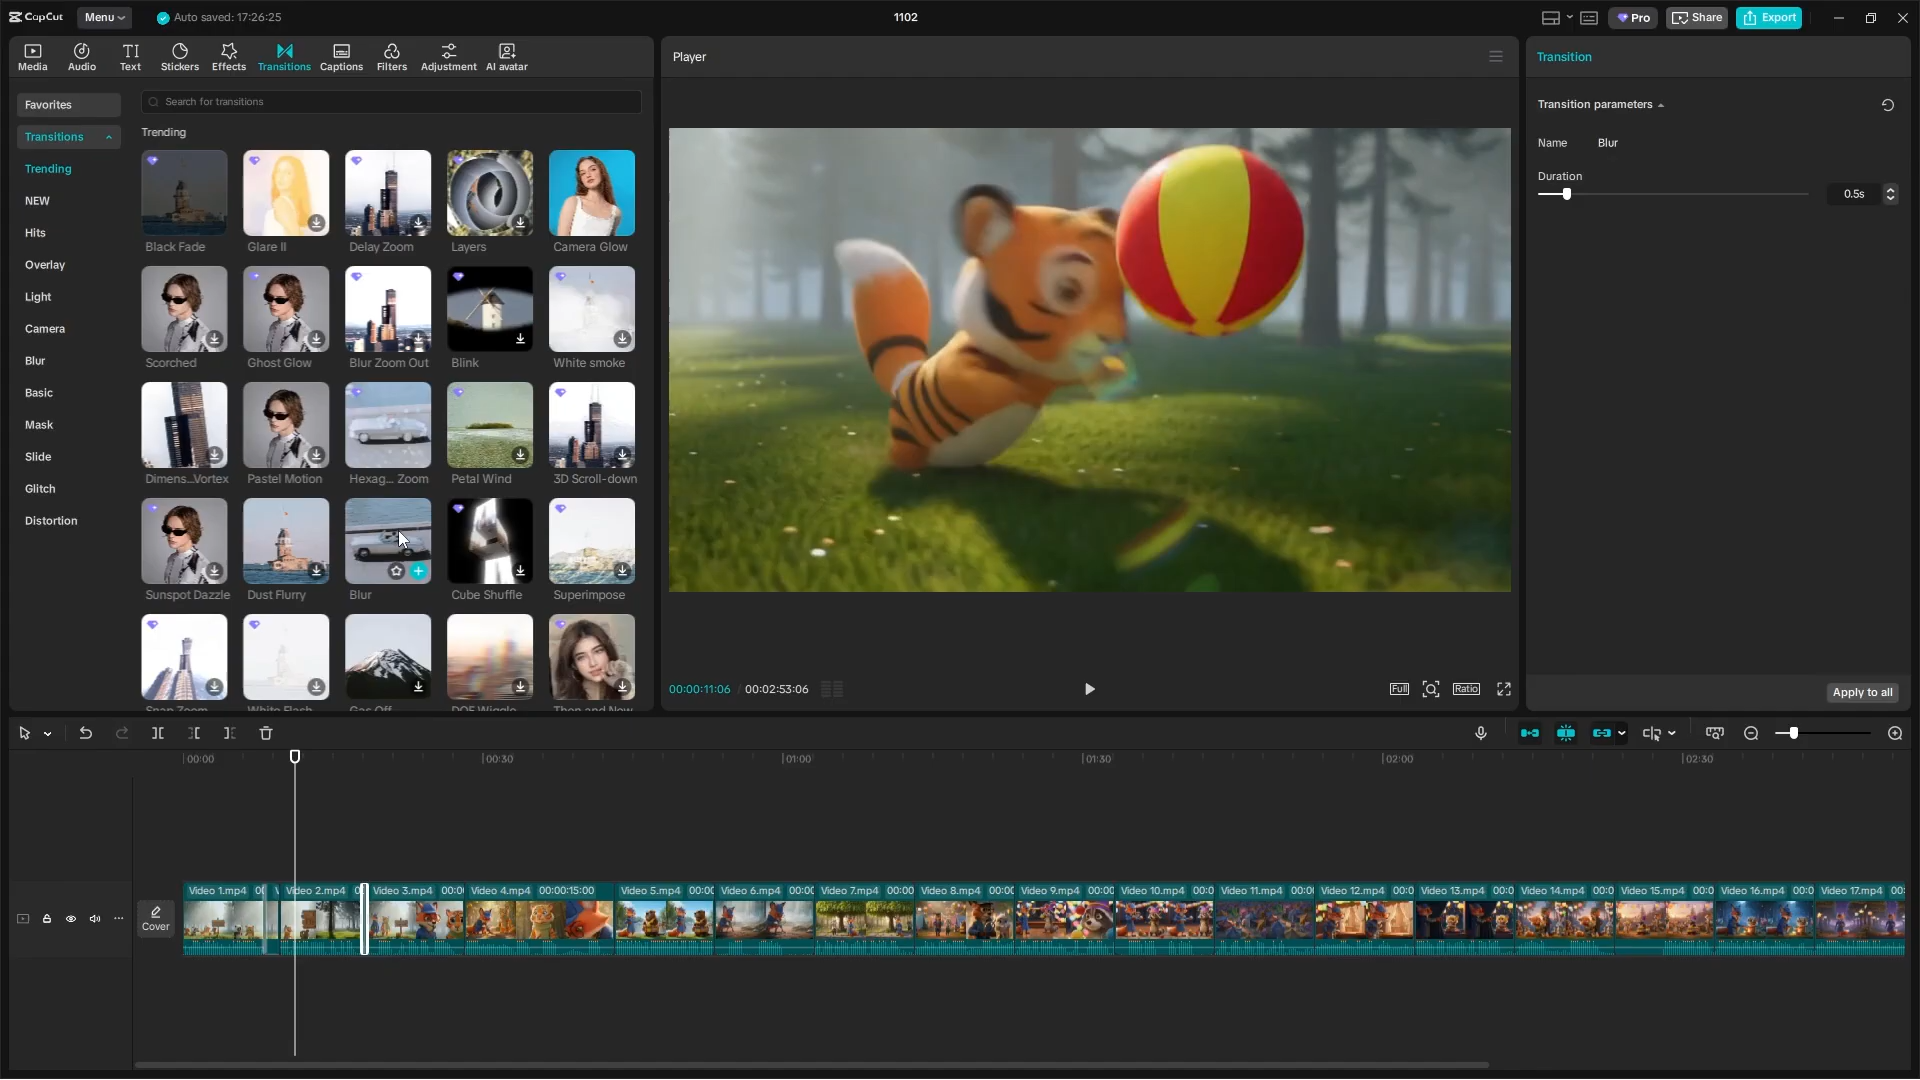 CapCut Menu Auto saved: 17:26:25 1102 Pro Share Export
Media Audio Text Stickers Effects Transitions Captions Filters Adjustment AI avatar
Favorites
Transitions
Trending
NEW
Hits
Overlay
Light
Camera
Blur
Basic
Mask
Slide
Glitch
Distortion
Search for transitions
Trending
Black Fade Glare II Delay Zoom Layers Camera Glow
Scorched Ghost Glow Blur Zoom Out Blink White smoke
Dimens...Vortex Pastel Motion Hexag... Zoom Petal Wind 3D Scroll-down
Sunspot Dazzle Dust Flurry Blur Cube Shuffle Superimpose
Snap Zoom White Flash Gas Off DOF Wiggle Then and Now
Player
00:00:11:06 / 00:02:53:06
Full Ratio
Transition
Transition parameters
Name Blur
Duration
0.5s
Apply to all
00:00 00:30 01:00 01:30 02:00 02:30
Cover
Video 1.mp4 Video 2.mp4 Video 3.mp4 00:0 Video 4.mp4 00:00:15:00 Video 5.mp4 00:00 Video 6.mp4 00:00 Video 7.mp4 00:00 Video 8.mp4 00:00 Video 9.mp4 00:00 Video 10.mp4 00:0 Video 11.mp4 00:0 Video 12.mp4 00:0 Video 13.mp4 00:0 Video 14.mp4 00:0 Video 15.mp4 00:0 Video 16.mp4 00:0 Video 17.mp4 00: